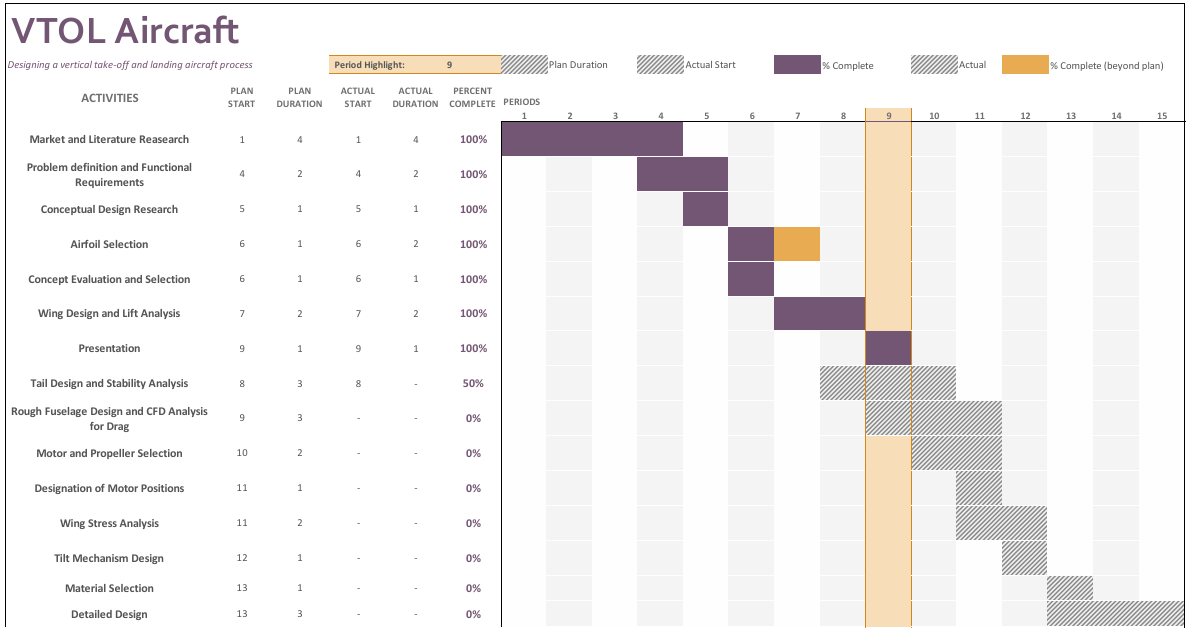 VTOL Aircraft
Designing a vertical take-off and landing aircraft process
Period Highlight: 9
Plan Duration
Actual Start
% Complete
Actual
% Complete (beyond plan)
ACTIVITIES
PLAN START
PLAN DURATION
ACTUAL START
ACTUAL DURATION
PERCENT COMPLETE
PERIODS
1 2 3 4 5 6 7 8 9 10 11 12 13 14 15
Market and Literature Reasearch 1 4 1 4 100%
Problem definition and Functional
Requirements 4 2 4 2 100%
Conceptual Design Research 5 1 5 1 100%
Airfoil Selection 6 1 6 2 100%
Concept Evaluation and Selection 6 1 6 1 100%
Wing Design and Lift Analysis 7 2 7 2 100%
Presentation 9 1 9 1 100%
Tail Design and Stability Analysis 8 3 8 - 50%
Rough Fuselage Design and CFD Analysis
for Drag 9 3 - - 0%
Motor and Propeller Selection 10 2 - - 0%
Designation of Motor Positions 11 1 - - 0%
Wing Stress Analysis 11 2 - - 0%
Tilt Mechanism Design 12 1 - - 0%
Material Selection 13 1 - - 0%
Detailed Design 13 3 - - 0%